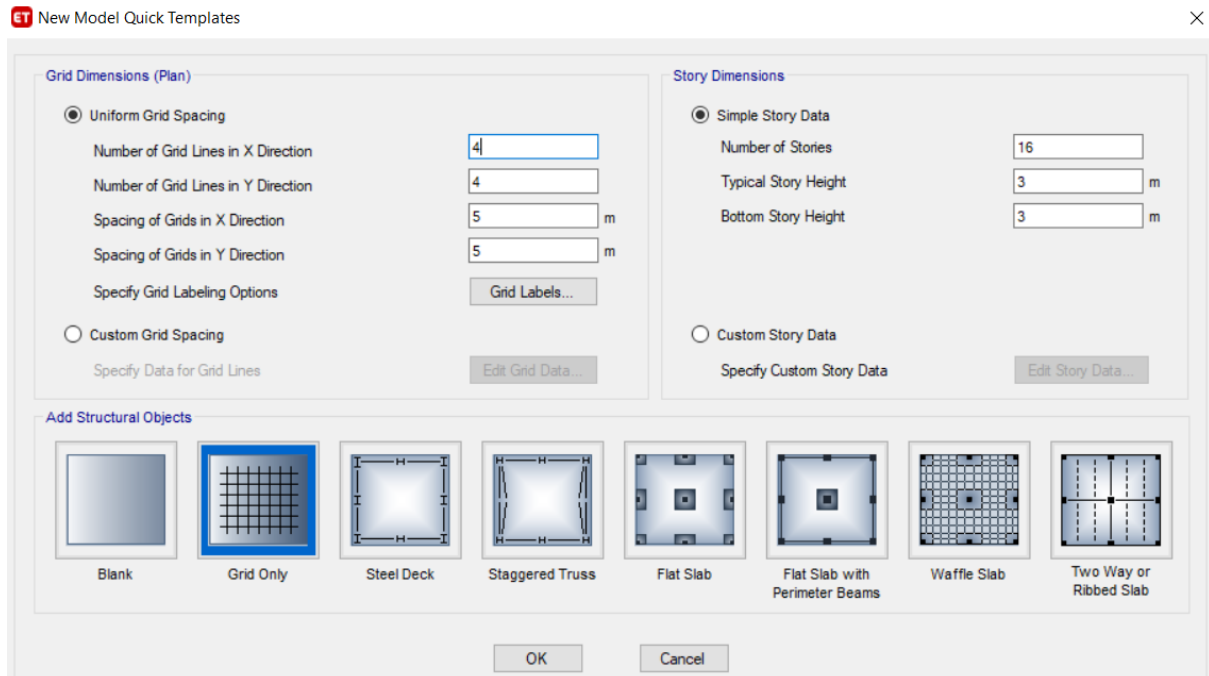 ET New Model Quick Templates
Grid Dimensions (Plan)
Uniform Grid Spacing
Number of Grid Lines in X Direction 4
Number of Grid Lines in Y Direction 4
Spacing of Grids in X Direction 5 m
Spacing of Grids in Y Direction 5 m
Specify Grid Labeling Options Grid Labels...
Custom Grid Spacing
Specify Data for Grid Lines Edit Grid Data...
Story Dimensions
Simple Story Data
Number of Stories 16
Typical Story Height 3 m
Bottom Story Height 3 m
Custom Story Data
Specify Custom Story Data Edit Story Data...
Add Structural Objects
Blank
Grid Only
Steel Deck
Staggered Truss
Flat Slab
Flat Slab with
Perimeter Beams
Waffle Slab
Two Way or
Ribbed Slab
OK Cancel